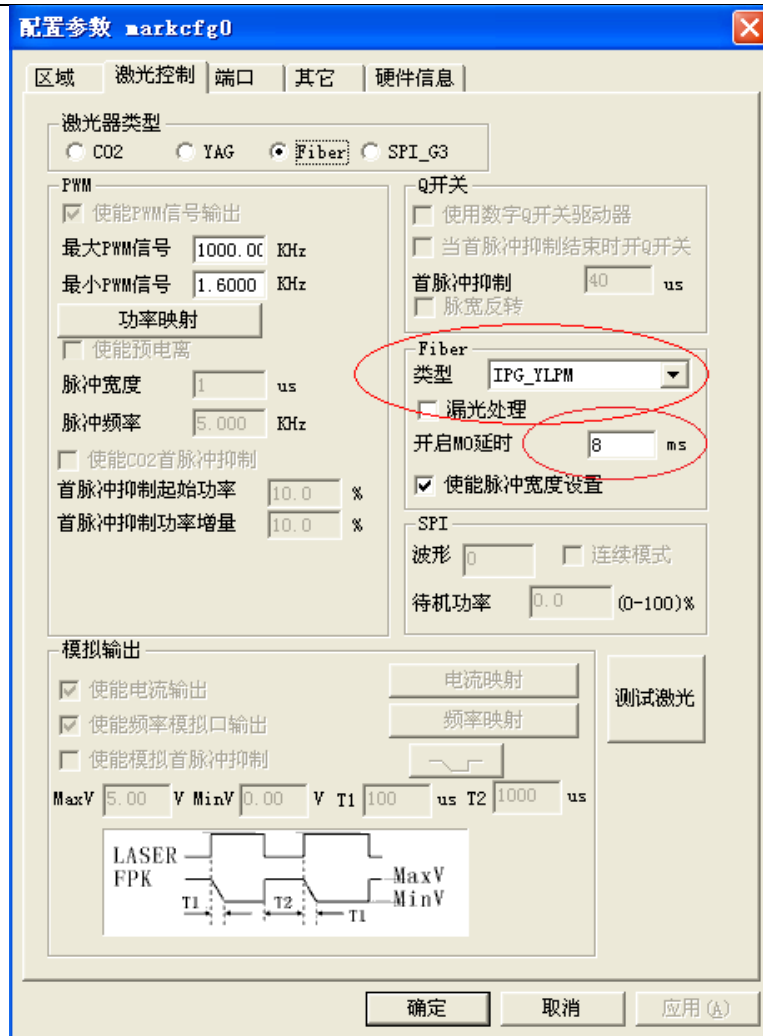 配置参数 markcfg0
区域 激光控制 端口 其它 硬件信息
激光器类型
CO2 YAG Fiber SPI_G3
PWM
使能PWM信号输出
最大PWM信号 1000.00 KHz
最小PWM信号 1.6000 KHz
功率映射
使能预电离
脉冲宽度 1 us
脉冲频率 5.000 KHz
使能CO2首脉冲抑制
首脉冲抑制起始功率 10.0 %
首脉冲抑制功率增量 10.0 %
Q开关
使用数字Q开关驱动器
当首脉冲抑制结束时开Q开关
首脉冲抑制 40 us
脉宽反转
Fiber
类型 IPG_YLPM
漏光处理
开启MO延时 8 ms
使能脉冲宽度设置
SPI
波形 0 连续模式
待机功率 0.0 (0-100)%
模拟输出
使能电流输出 电流映射
使能频率模拟口输出 频率映射
使能模拟首脉冲抑制
MaxV 5.00 V MinV 0.00 V T1 100 us T2 1000 us
LASER
FPK MaxV
MinV
T1 T2 T1
测试激光
确定 取消 应用(A)